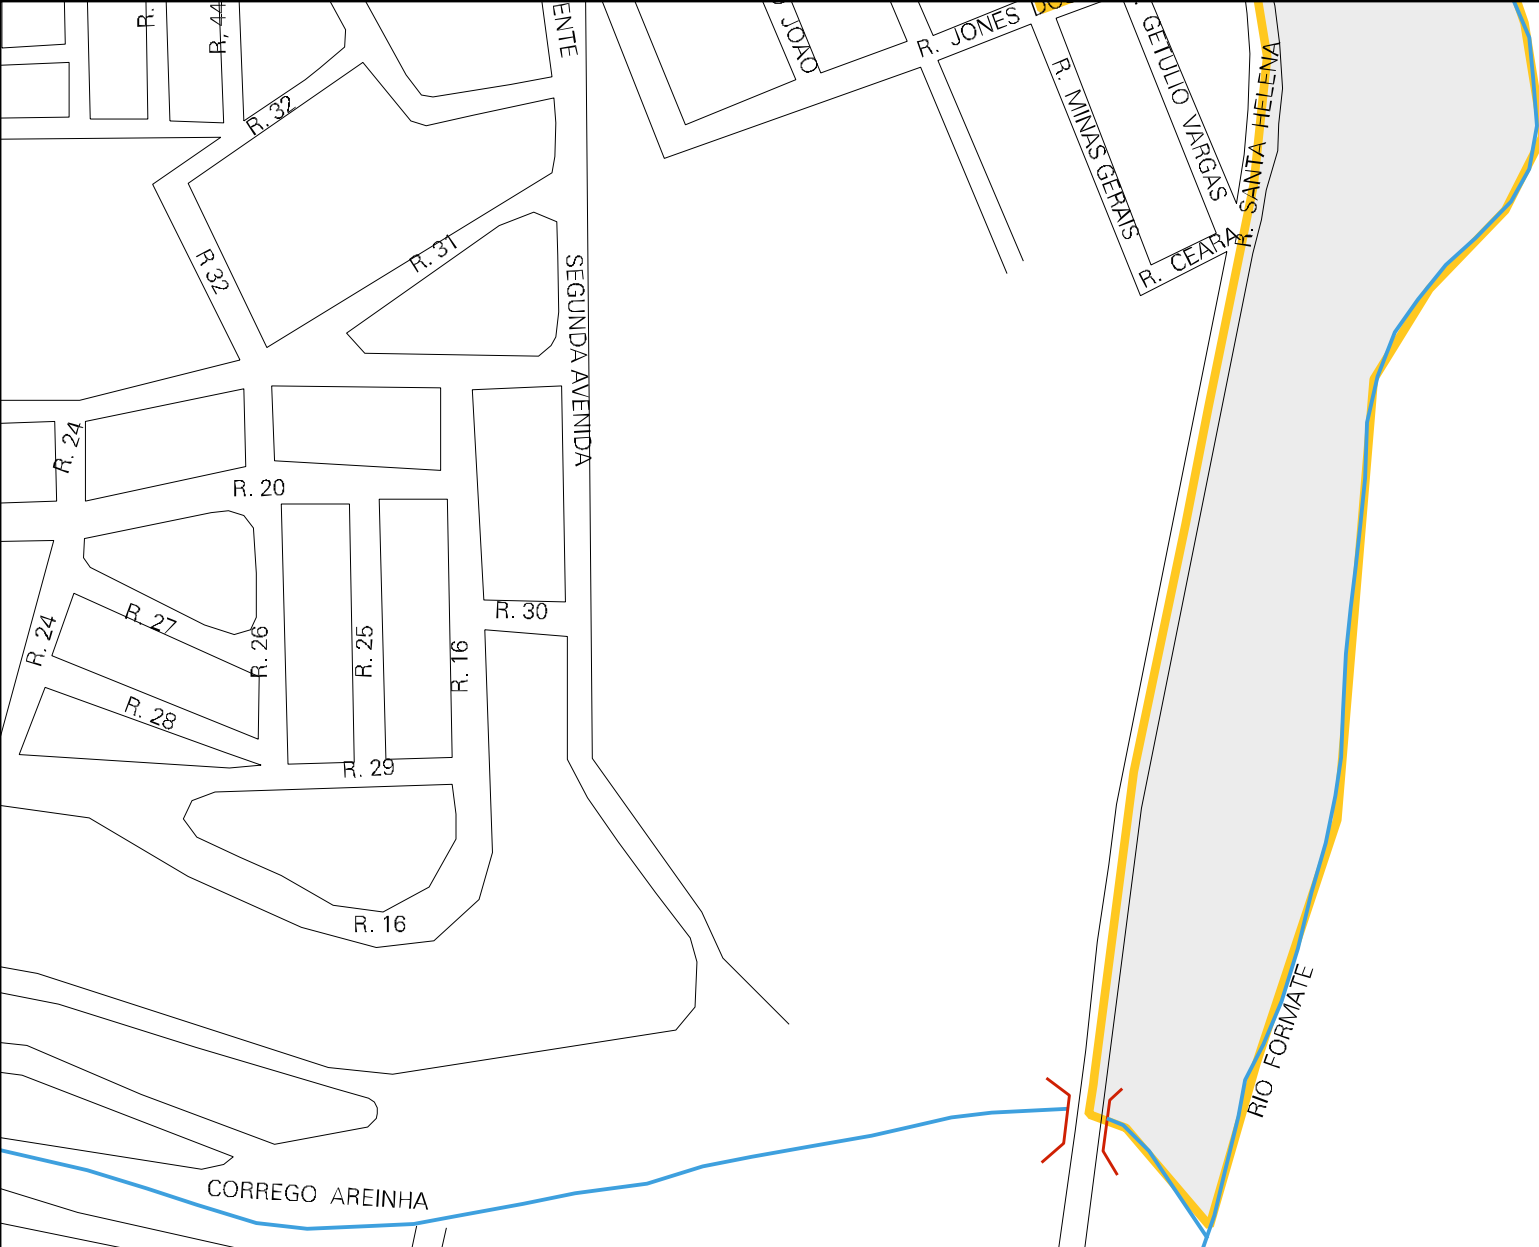 R.
R, 44
ENTE
JOAO
R. JONES
GETULIO VARGAS
R. MINAS GERAIS
R. SANTA HELENA
R. CEARA
R. 32
R 32
R. 31
SEGUNDA AVENIDA
R. 24
R. 20
R. 27
R. 24
R. 26
R. 25
R. 16
R. 30
R. 28
R. 29
R. 16
RIO FORMATE
CORREGO AREINHA